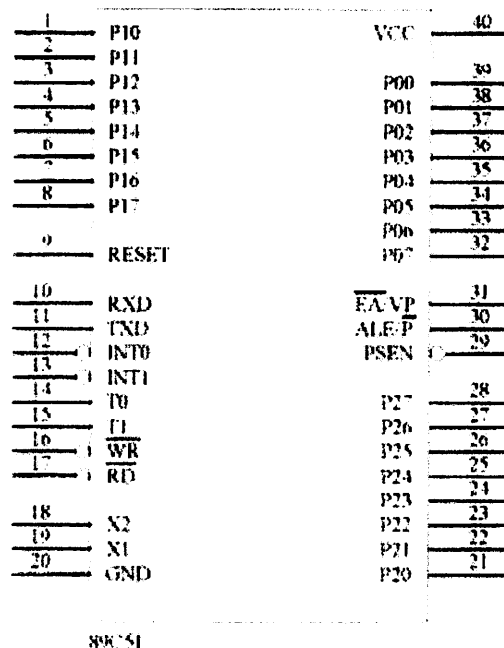 1 P10 VCC 40
2 P11
3 P12 P00 39
4 P13 P01 38
5 P14 P02 37
6 P15 P03 36
7 P16 P04 35
8 P17 P05 34
P06 33
9 RESET P07 32
10 RXD EA/VP 31
11 TXD ALE/P 30
12 INT0 PSEN 29
13 INT1
14 T0 P27 28
15 T1 P26 27
16 WR P25 26
17 RD P24 25
P23 24
18 X2 P22 23
19 X1 P21 22
20 GND P20 21
89C51